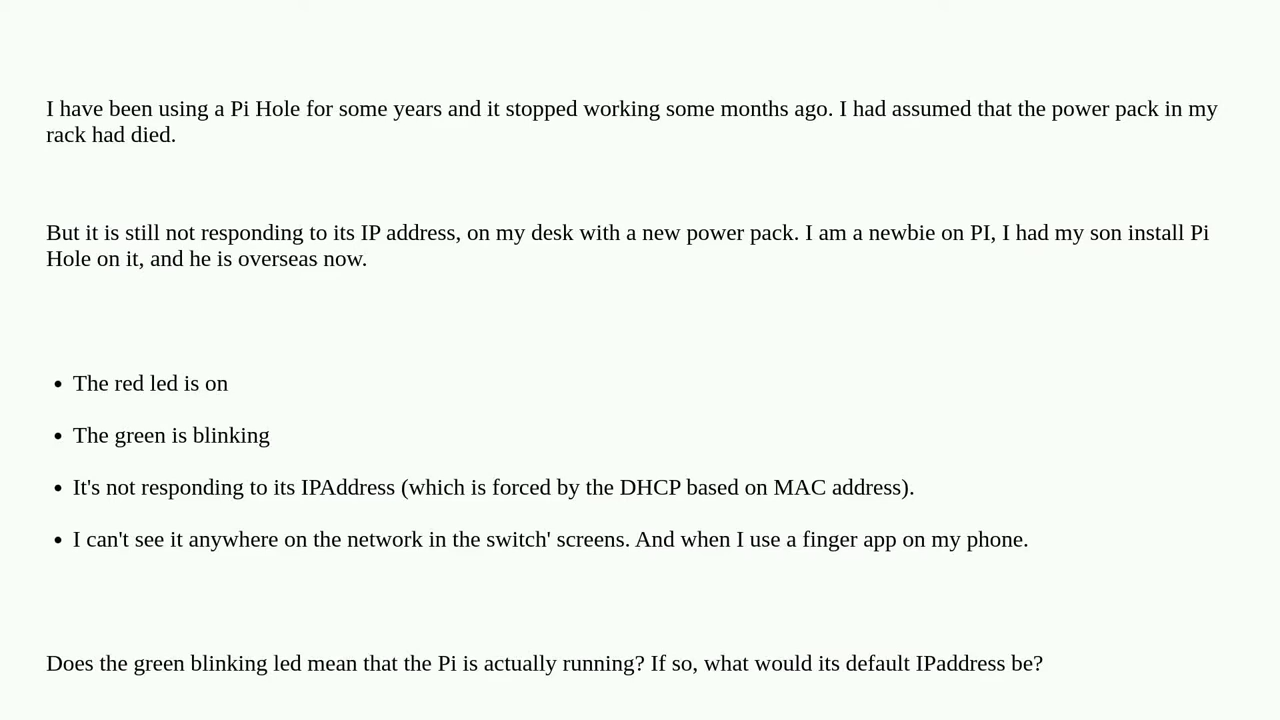 I have been using a Pi Hole for some years and it stopped working some months ago. I had assumed that the power pack in my
rack had died.
But it is still not responding to its IP address, on my desk with a new power pack. I am a newbie on PI, I had my son install Pi
Hole on it, and he is overseas now.
• The red led is on
• The green is blinking
• It's not responding to its IPAddress (which is forced by the DHCP based on MAC address).
• I can't see it anywhere on the network in the switch' screens. And when I use a finger app on my phone.
Does the green blinking led mean that the Pi is actually running? If so, what would its default IPaddress be?